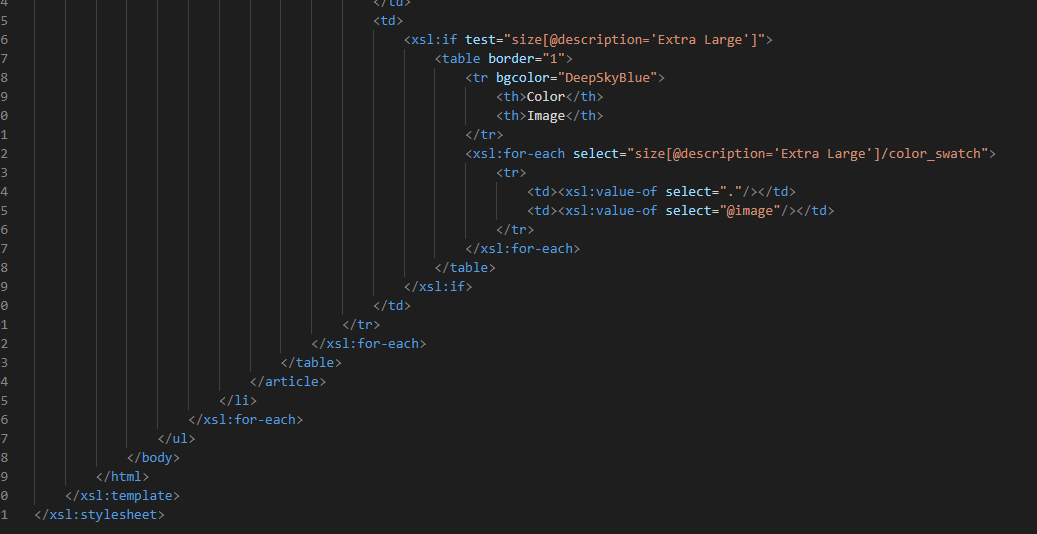 4 </td>
5 <td>
6 <xsl:if test="size[@description='Extra Large']">
7 <table border="1">
8 <tr bgcolor="DeepSkyBlue">
9 <th>Color</th>
0 <th>Image</th>
1 </tr>
2 <xsl:for-each select="size[@description='Extra Large']/color_swatch">
3 <tr>
4 <td><xsl:value-of select="."/></td>
5 <td><xsl:value-of select="@image"/></td>
6 </tr>
7 </xsl:for-each>
8 </table>
9 </xsl:if>
0 </td>
1 </tr>
2 </xsl:for-each>
3 </table>
4 </article>
5 </li>
6 </xsl:for-each>
7 </ul>
8 </body>
9 </html>
0 </xsl:template>
1 </xsl:stylesheet>